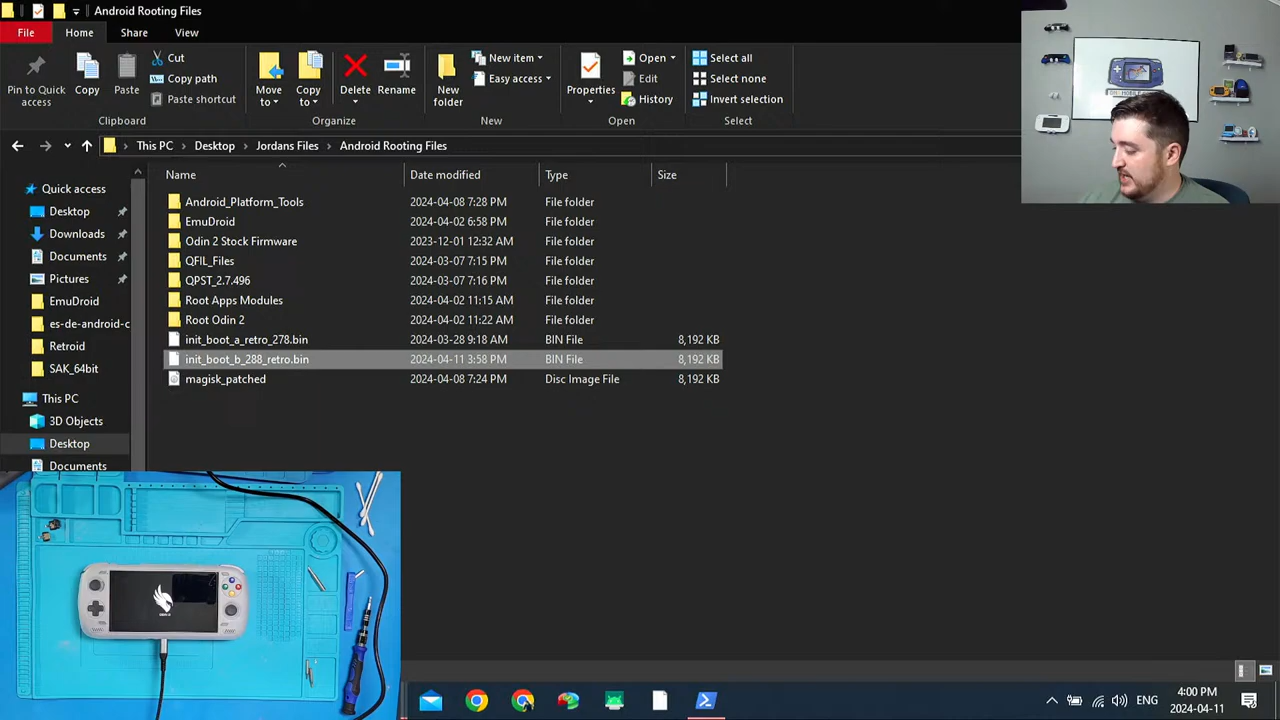 Android Rooting Files
File Home Share View
Pin to Quick access
Copy
Paste
Cut
Copy path
Paste shortcut
Clipboard
Move to
Copy to
Delete
Rename
Organize
New folder
New item
Easy access
New
Properties
Open
Edit
History
Open
Select all
Select none
Invert selection
Select
This PC > Desktop > Jordans Files > Android Rooting Files
Name Date modified Type Size
Quick access
Desktop
Downloads
Documents
Pictures
EmuDroid
es-de-android-c
Retroid
SAK_64bit
This PC
3D Objects
Desktop
Documents
Android_Platform_Tools 2024-04-08 7:28 PM File folder
EmuDroid 2024-04-02 6:58 PM File folder
Odin 2 Stock Firmware 2023-12-01 12:32 AM File folder
QFIL_Files 2024-03-07 7:15 PM File folder
QPST_2.7.496 2024-03-07 7:16 PM File folder
Root Apps Modules 2024-04-02 11:15 AM File folder
Root Odin 2 2024-04-02 11:22 AM File folder
init_boot_a_retro_278.bin 2024-03-28 9:18 AM BIN File 8,192 KB
init_boot_b_288_retro.bin 2024-04-11 3:58 PM BIN File 8,192 KB
magisk_patched 2024-04-08 7:24 PM Disc Image File 8,192 KB
ENG
4:00 PM
2024-04-11